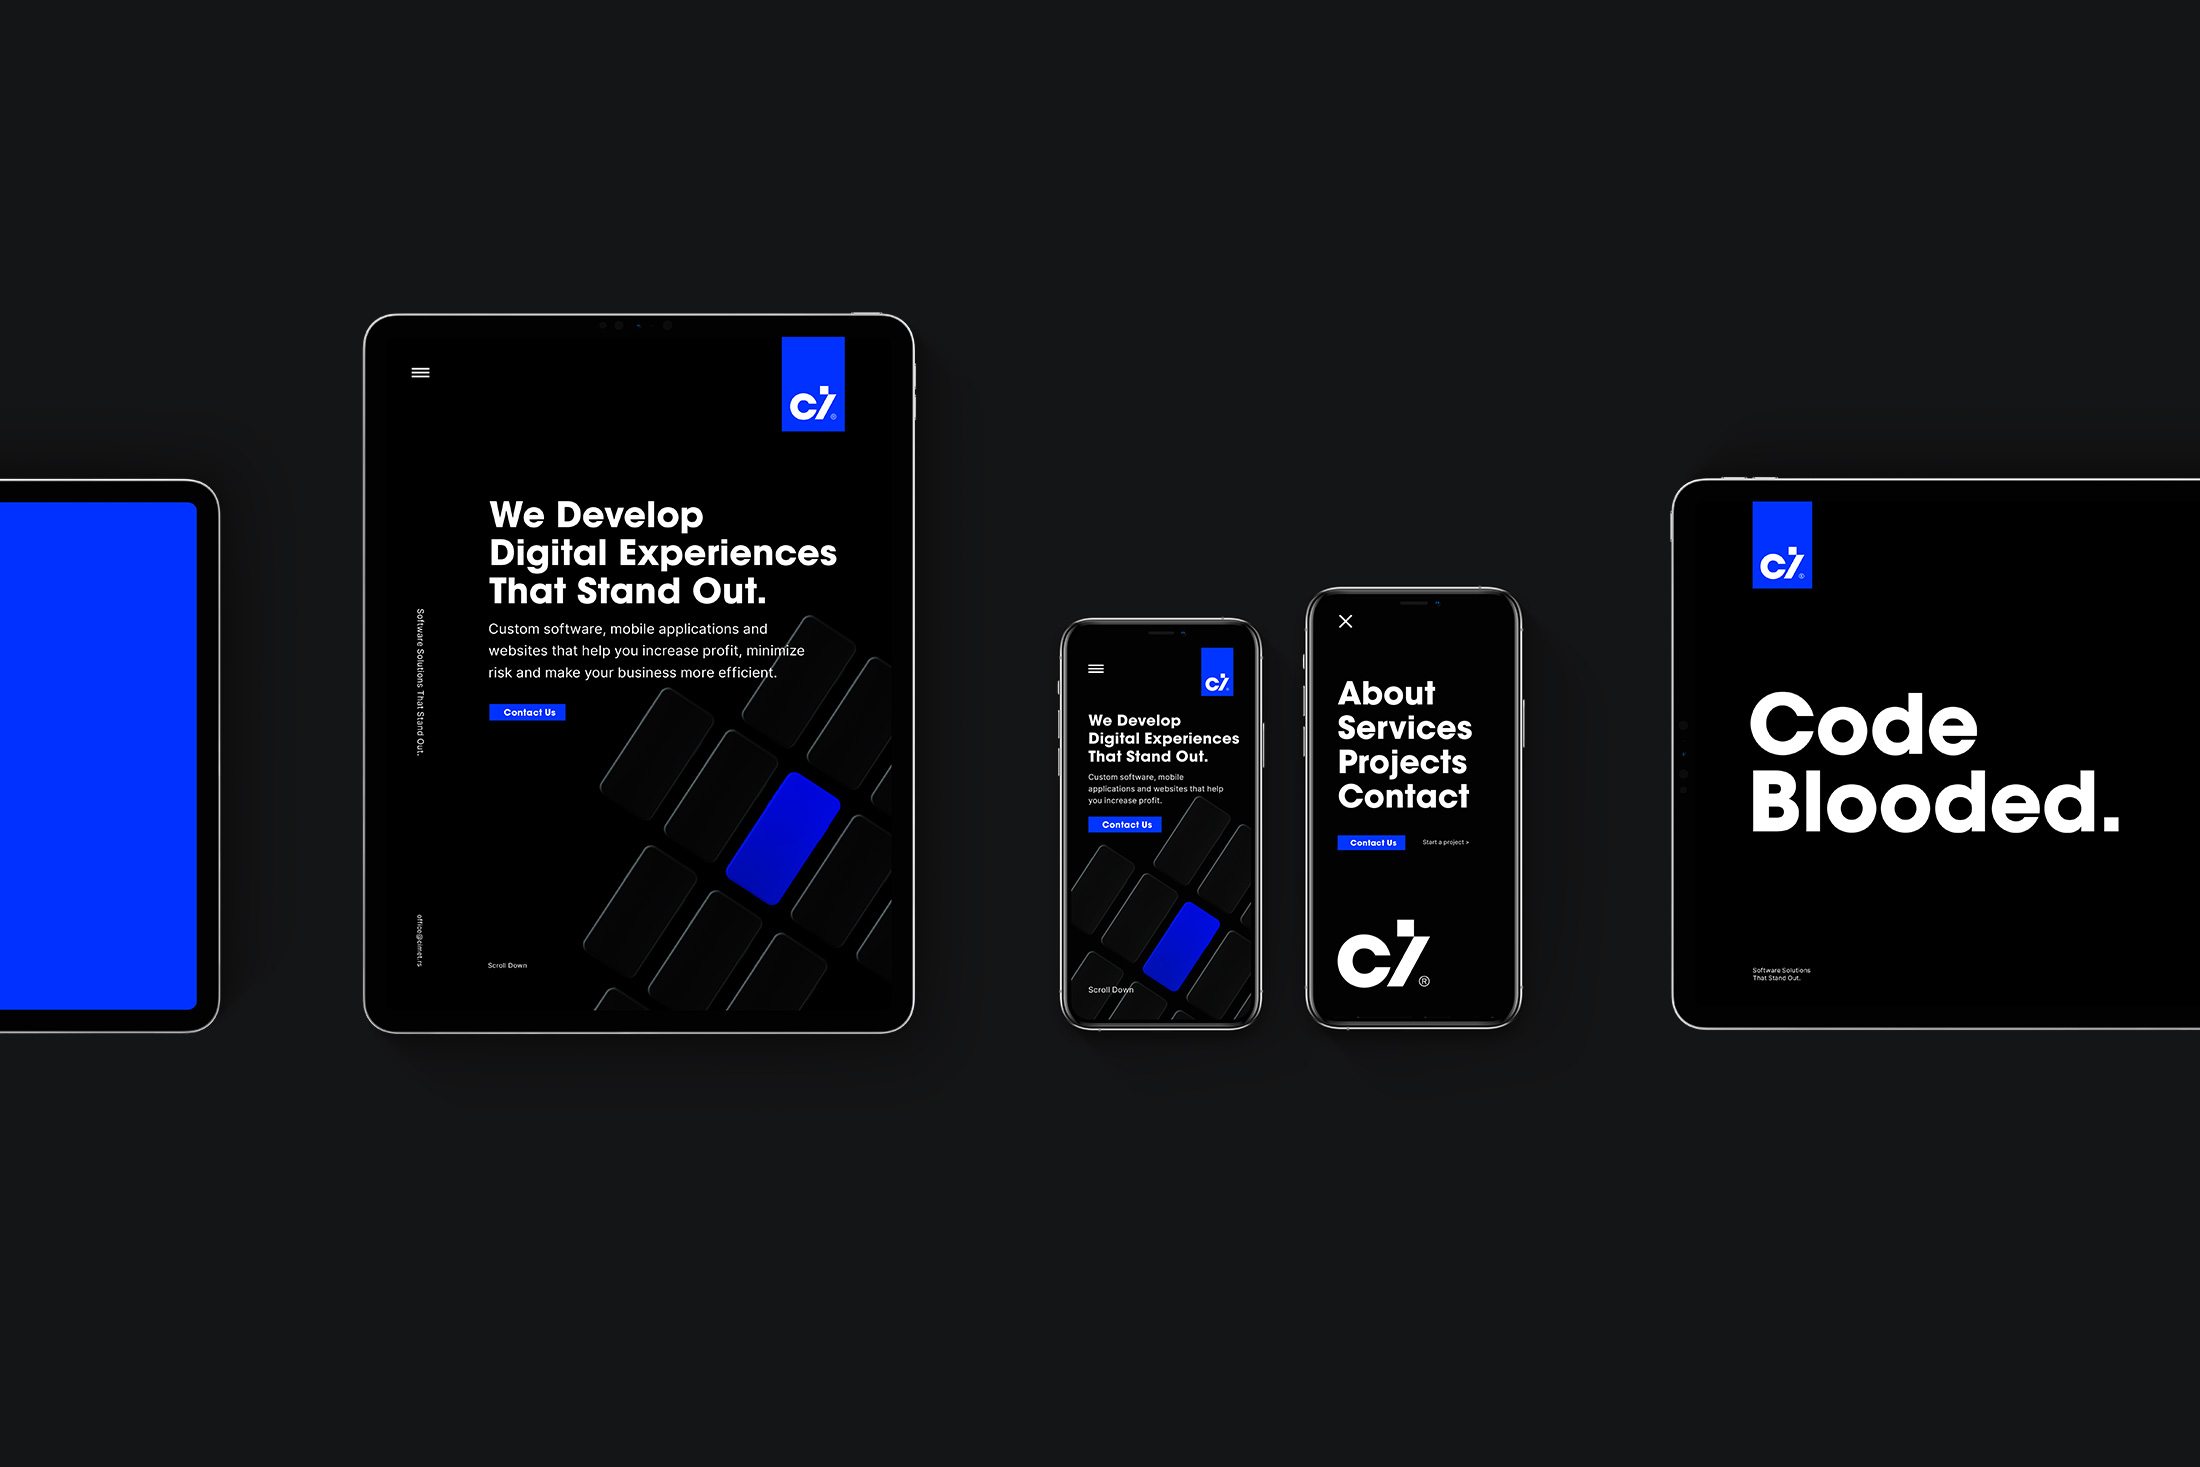 c/®
We Develop
Digital Experiences
That Stand Out.
Custom software, mobile applications and
websites that help you increase profit, minimize
risk and make your business more efficient.
Contact Us
Software Solutions That Stand Out.
office@cimet.rs
Scroll Down
c/
We Develop
Digital Experiences
That Stand Out.
Custom software, mobile
applications and websites that help
you increase profit.
Contact Us
Scroll Down
About
Services
Projects
Contact
Contact Us
Start a project >
c/®
c/®
Code
Blooded.
Software Solutions
That Stand Out.